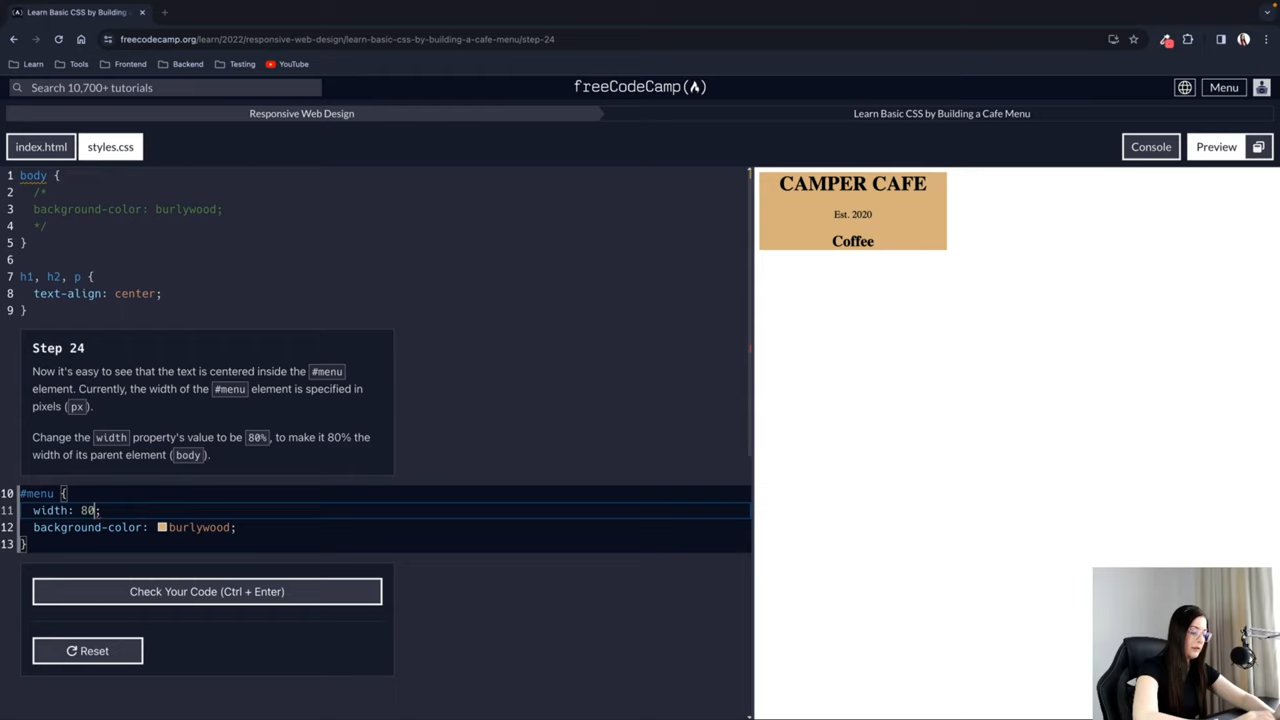 Learn Basic CSS by Building
freecodecamp.org/learn/2022/responsive-web-design/learn-basic-css-by-building-a-cafe-menu/step-24
Learn Tools Frontend Backend Testing YouTube
Search 10,700+ tutorials
freeCodeCamp(🔥)
Menu
Responsive Web Design
Learn Basic CSS by Building a Cafe Menu
index.html styles.css
Console Preview
1 body {
2 /*
3 background-color: burlywood;
4 */
5 }
6
7 h1, h2, p {
8 text-align: center;
9 }
Step 24
Now it's easy to see that the text is centered inside the #menu
element. Currently, the width of the #menu element is specified in
pixels (px).
Change the width property's value to be 80%, to make it 80% the
width of its parent element (body).
10 #menu {
11 width: 80;
12 background-color: burlywood;
13 }
Check Your Code (Ctrl + Enter)
Reset
CAMPER CAFE
Est. 2020
Coffee